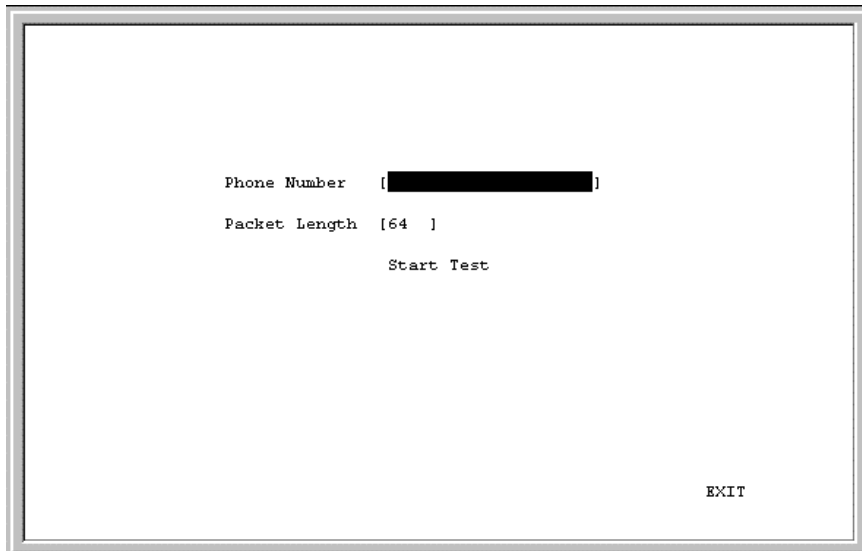 Phone Number [ ]
Packet Length [64 ]
Start Test
EXIT